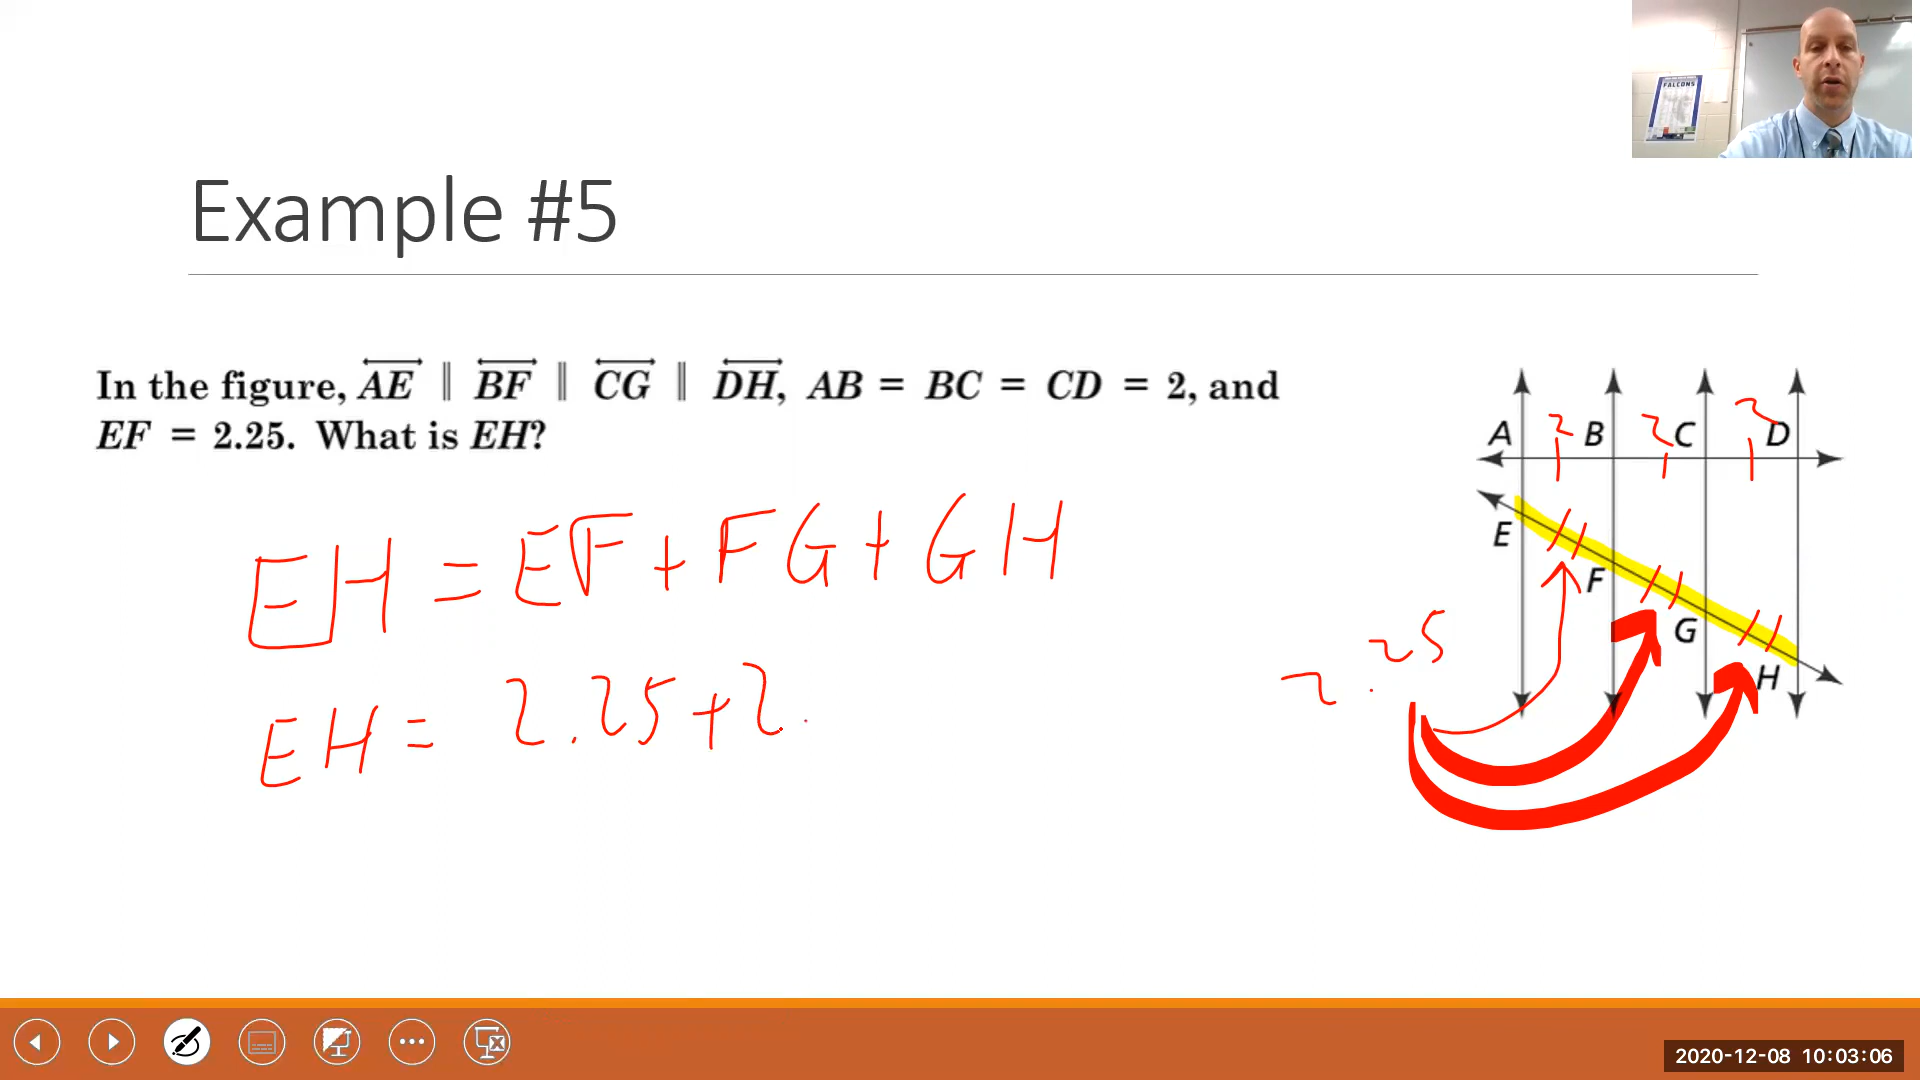 FALCONS
Example #5
In the figure, AE ∥ BF ∥ CG ∥ DH, AB = BC = CD = 2, and
EF = 2.25. What is EH?
A 2 B 2 C 2 D
E
F
G
H
EH = EF + FG + GH
2.25
EH = 2.25 + 2.
2020-12-08 10:03:06